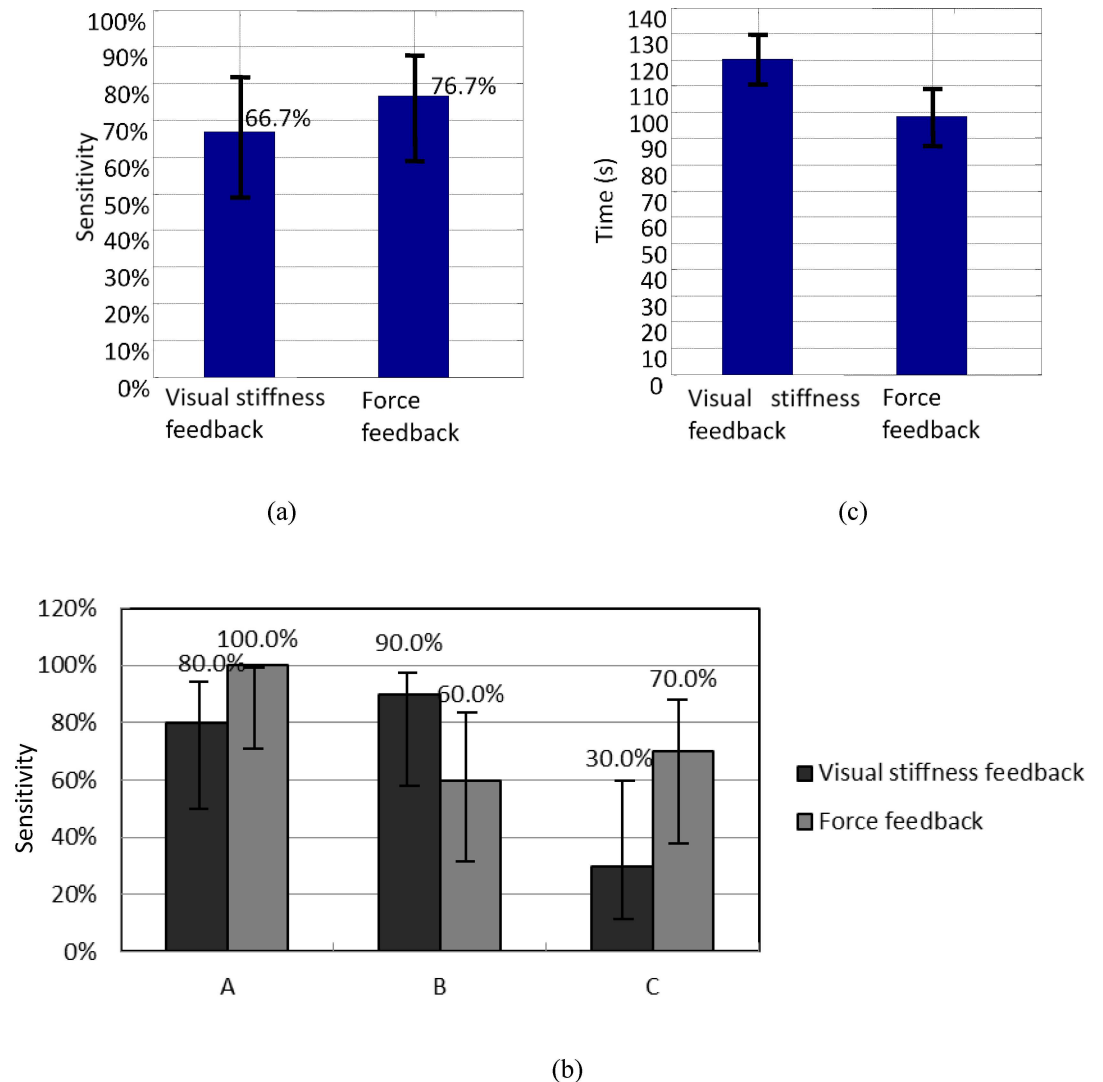 100%
90%
80%
70%
60%
50%
40%
30%
20%
10%
0%
Sensitivity
66.7%
76.7%
Visual stiffness
feedback
Force
feedback
(a)
140
130
120
110
100
90
80
70
60
50
40
30
20
10
0
Time (s)
Visual stiffness
feedback
Force
feedback
(c)
120%
100%
80%
60%
40%
20%
0%
Sensitivity
80.0%
100.0%
90.0%
60.0%
30.0%
70.0%
A
B
C
Visual stiffness feedback
Force feedback
(b)